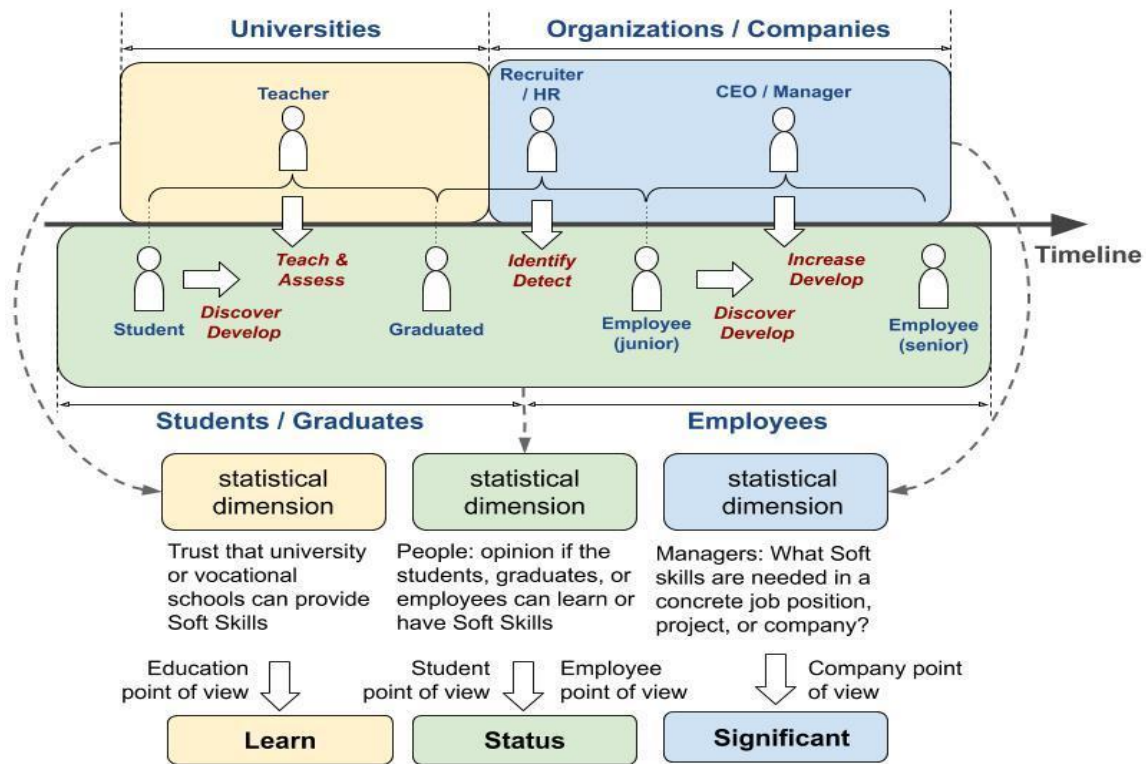 Universities
Organizations / Companies
Teacher
Recruiter
/ HR
CEO / Manager
Timeline
Teach &
Assess
Identify
Detect
Increase
Develop
Discover
Develop
Discover
Develop
Student
Graduated
Employee
(junior)
Employee
(senior)
Students / Graduates
Employees
statistical
dimension
statistical
dimension
statistical
dimension
Trust that university
or vocational
schools can provide
Soft Skills
People: opinion if the
students, graduates, or
employees can learn or
have Soft Skills
Managers: What Soft
skills are needed in a
concrete job position,
project, or company?
Education
point of view
Student
point of view
Employee
point of view
Company point
of view
Learn
Status
Significant